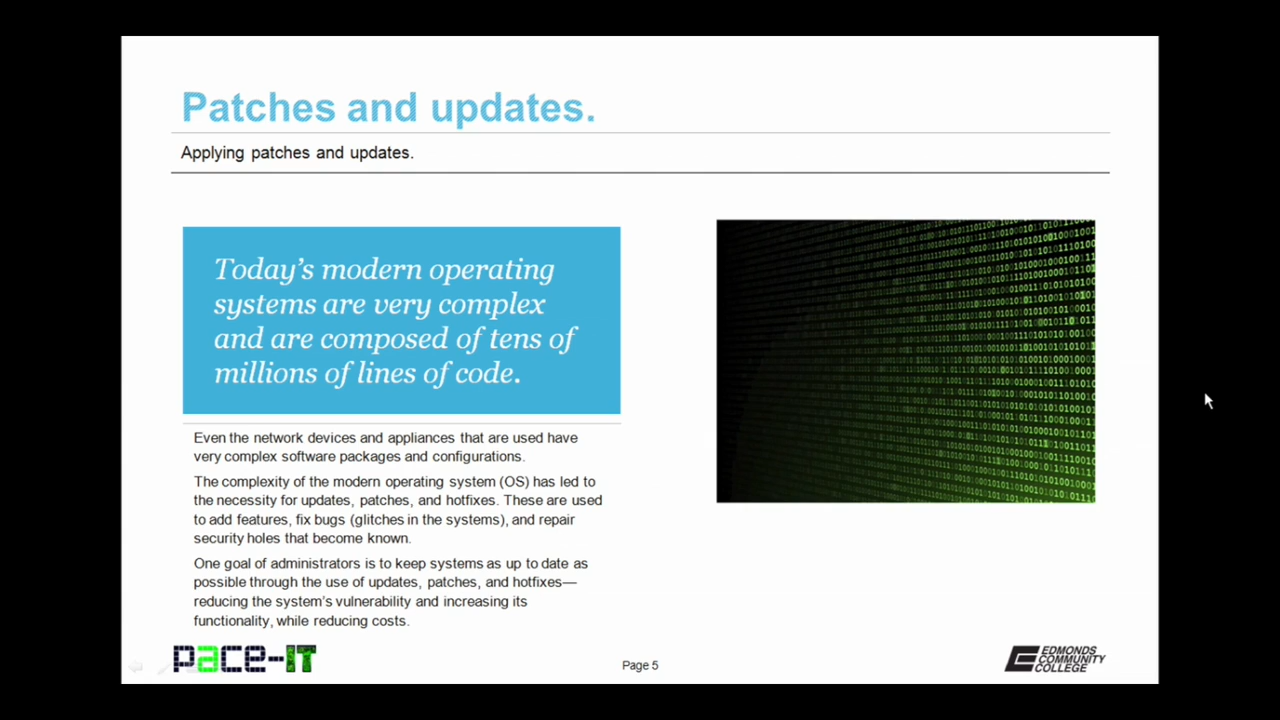 Patches and updates.
Applying patches and updates.
Today's modern operating
systems are very complex
and are composed of tens of
millions of lines of code.
Even the network devices and appliances that are used have
very complex software packages and configurations.
The complexity of the modern operating system (OS) has led to
the necessity for updates, patches, and hotfixes. These are used
to add features, fix bugs (glitches in the systems), and repair
security holes that become known.
One goal of administrators is to keep systems as up to date as
possible through the use of updates, patches, and hotfixes—
reducing the system's vulnerability and increasing its
functionality, while reducing costs.
pace-IT
Page 5
EDMONDS
COMMUNITY
COLLEGE